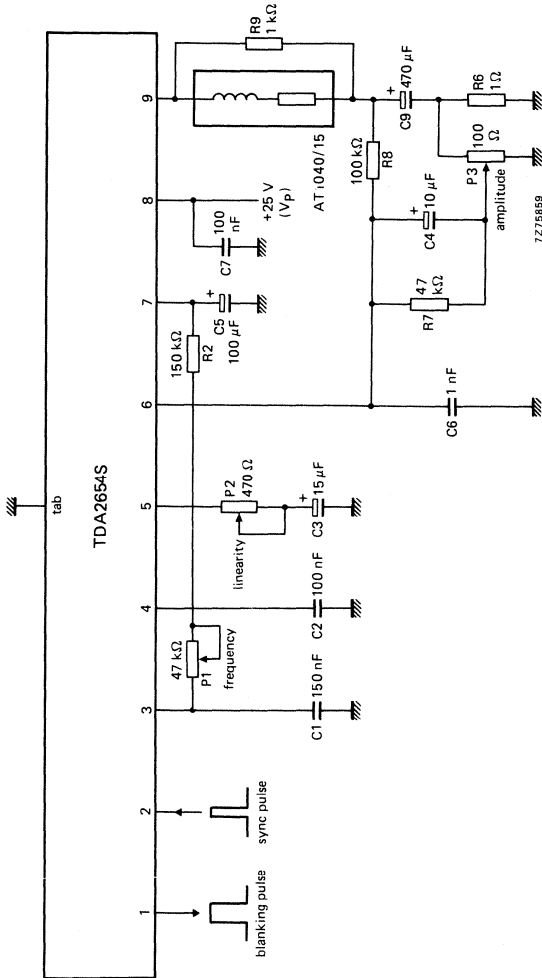 TDA2654S
tab
1
2
3
4
5
6
7
8
9
blanking pulse
sync pulse
47 kΩ
P1
frequency
C1
150 nF
C2
100 nF
linearity
P2
470 Ω
+
C3
15 μF
150 kΩ
R2
+
C5
100 μF
C7
100
nF
+25 V
(VP)
AT1040/15
R9
1 kΩ
100 kΩ
R8
+
C9
470 μF
+
C4
10 μF
47
kΩ
R7
C6
1 nF
P3
100
Ω
amplitude
R6
1Ω
7Z75859